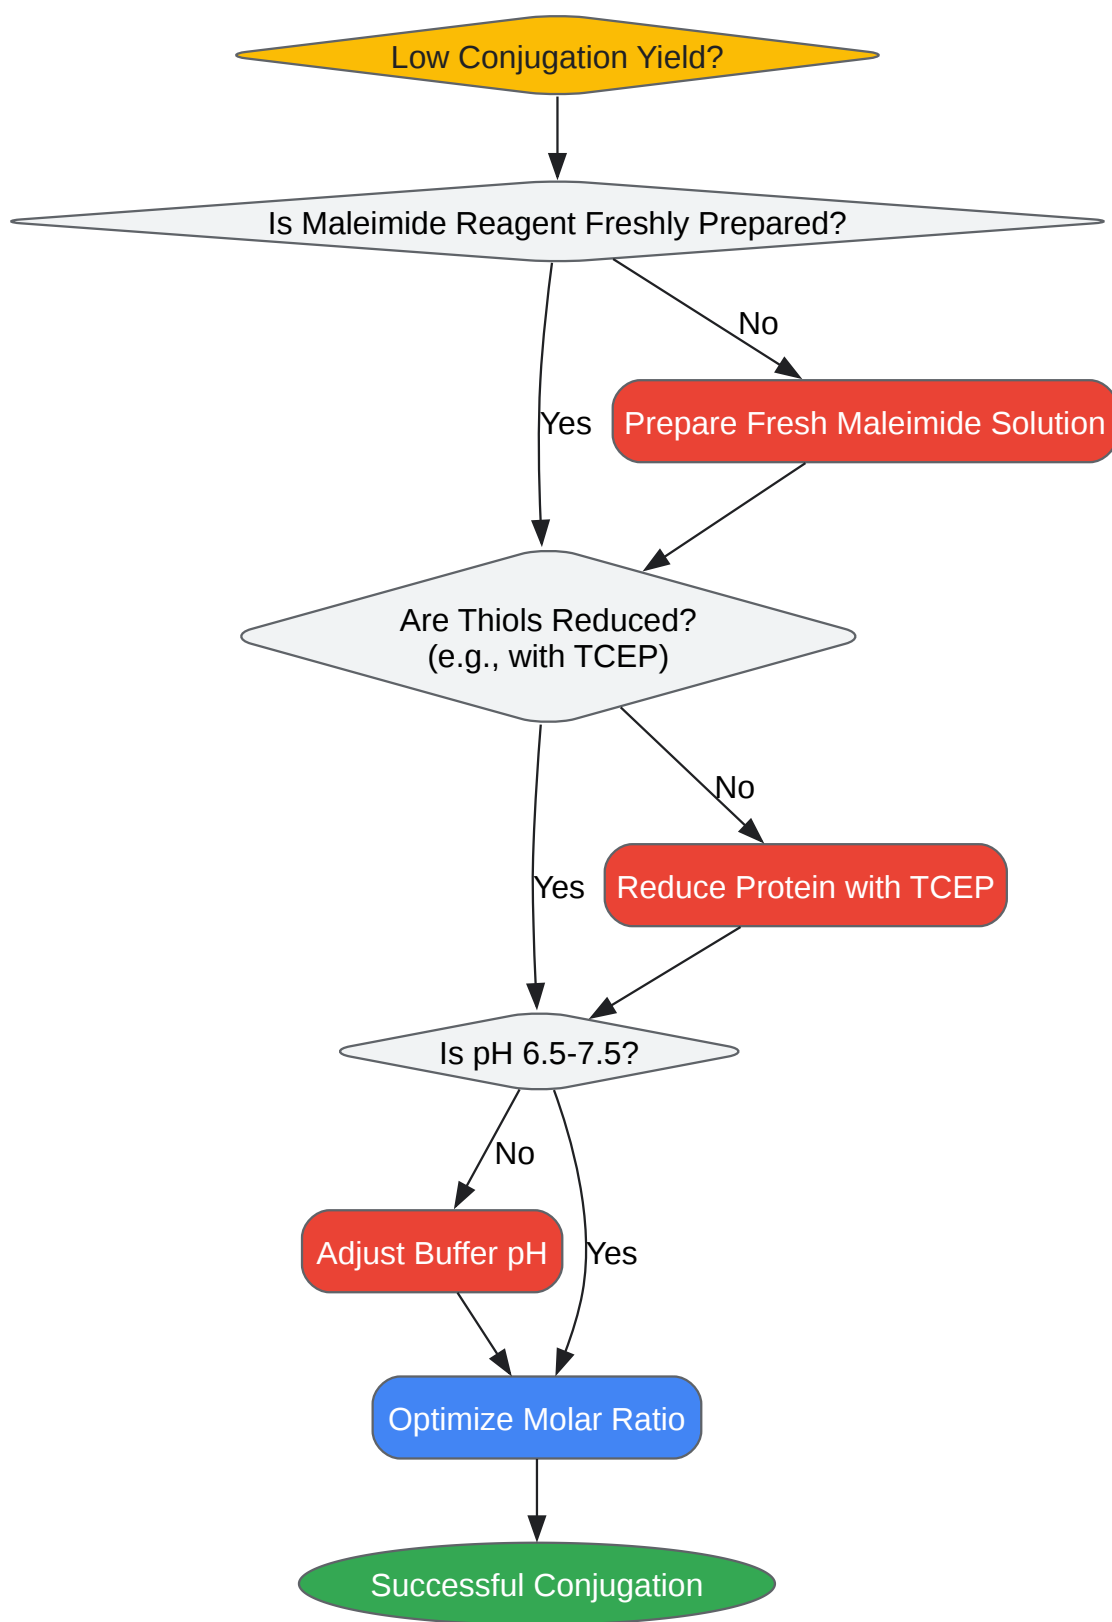 Low Conjugation Yield?
Is Maleimide Reagent Freshly Prepared?
No
Yes
Prepare Fresh Maleimide Solution
Are Thiols Reduced?
(e.g., with TCEP)
No
Yes
Reduce Protein with TCEP
Is pH 6.5-7.5?
No
Adjust Buffer pH
Yes
Optimize Molar Ratio
Successful Conjugation